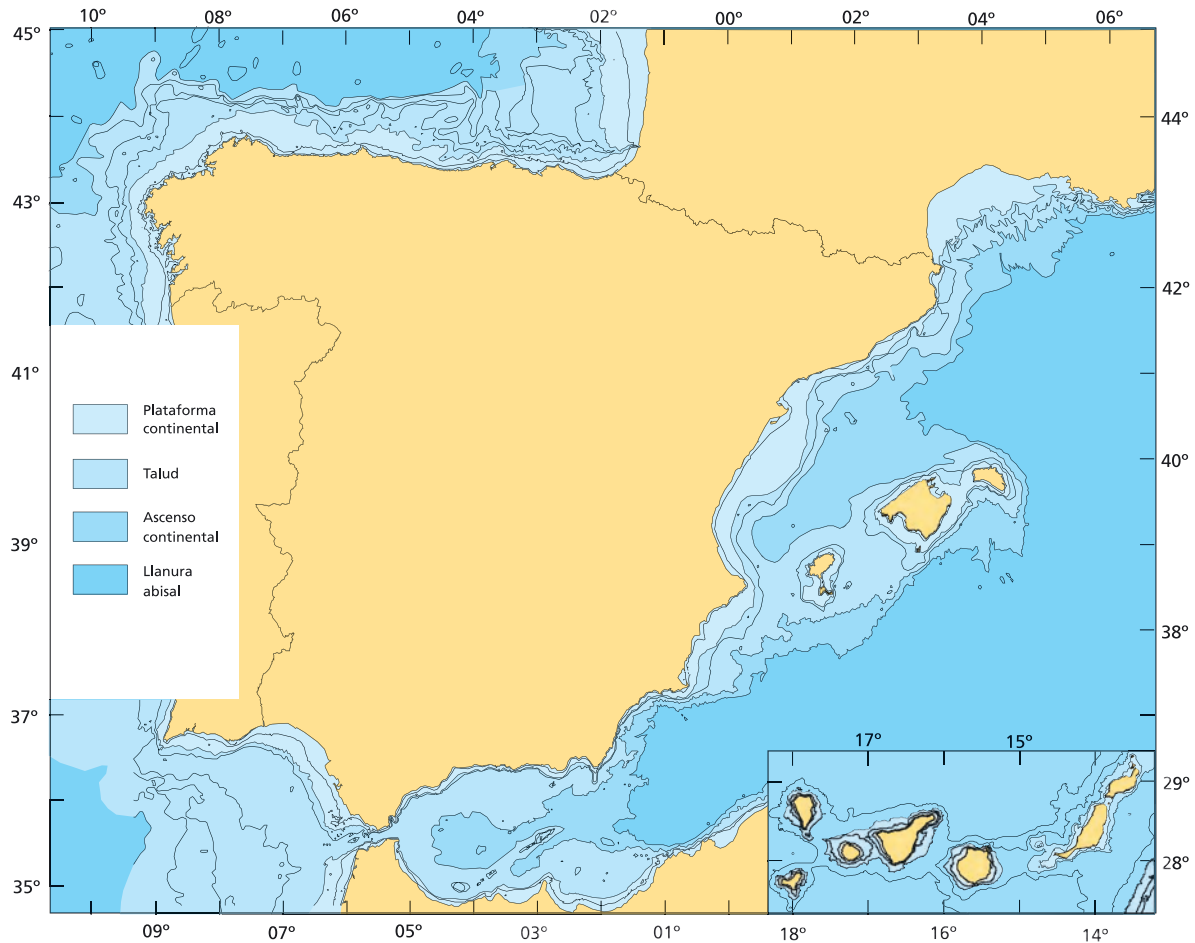 10º 08º 06º 04º 02º 00º 02 04º 06º
45º
44º
43º
42º
41º
Plataforma
continental
40º
Talud
Ascenso
continental
39º
Llanura
abisal
38º
37º
17º 15º
29º
28º
35º
09º 07º 05º 03º 01º 18º 16º 14º